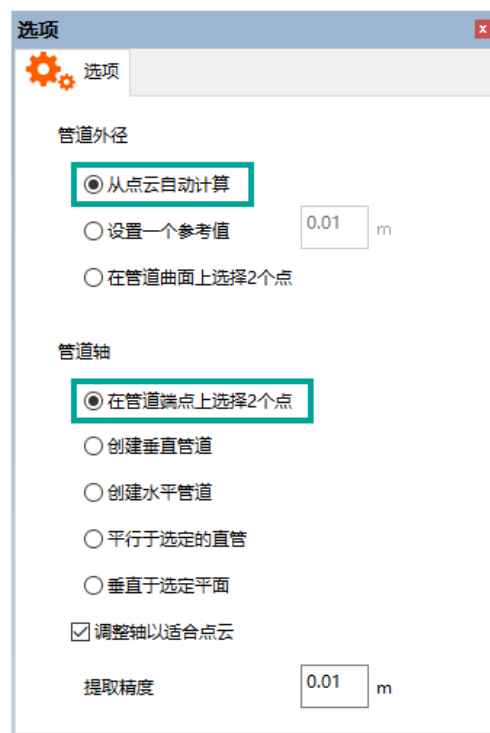 选项
选项
管道外径
从点云自动计算
设置一个参考值 0.01 m
在管道曲面上选择2个点
管道轴
在管道端点上选择2个点
创建垂直管道
创建水平管道
平行于选定的直管
垂直于选定平面
调整轴以适合点云
提取精度 0.01 m